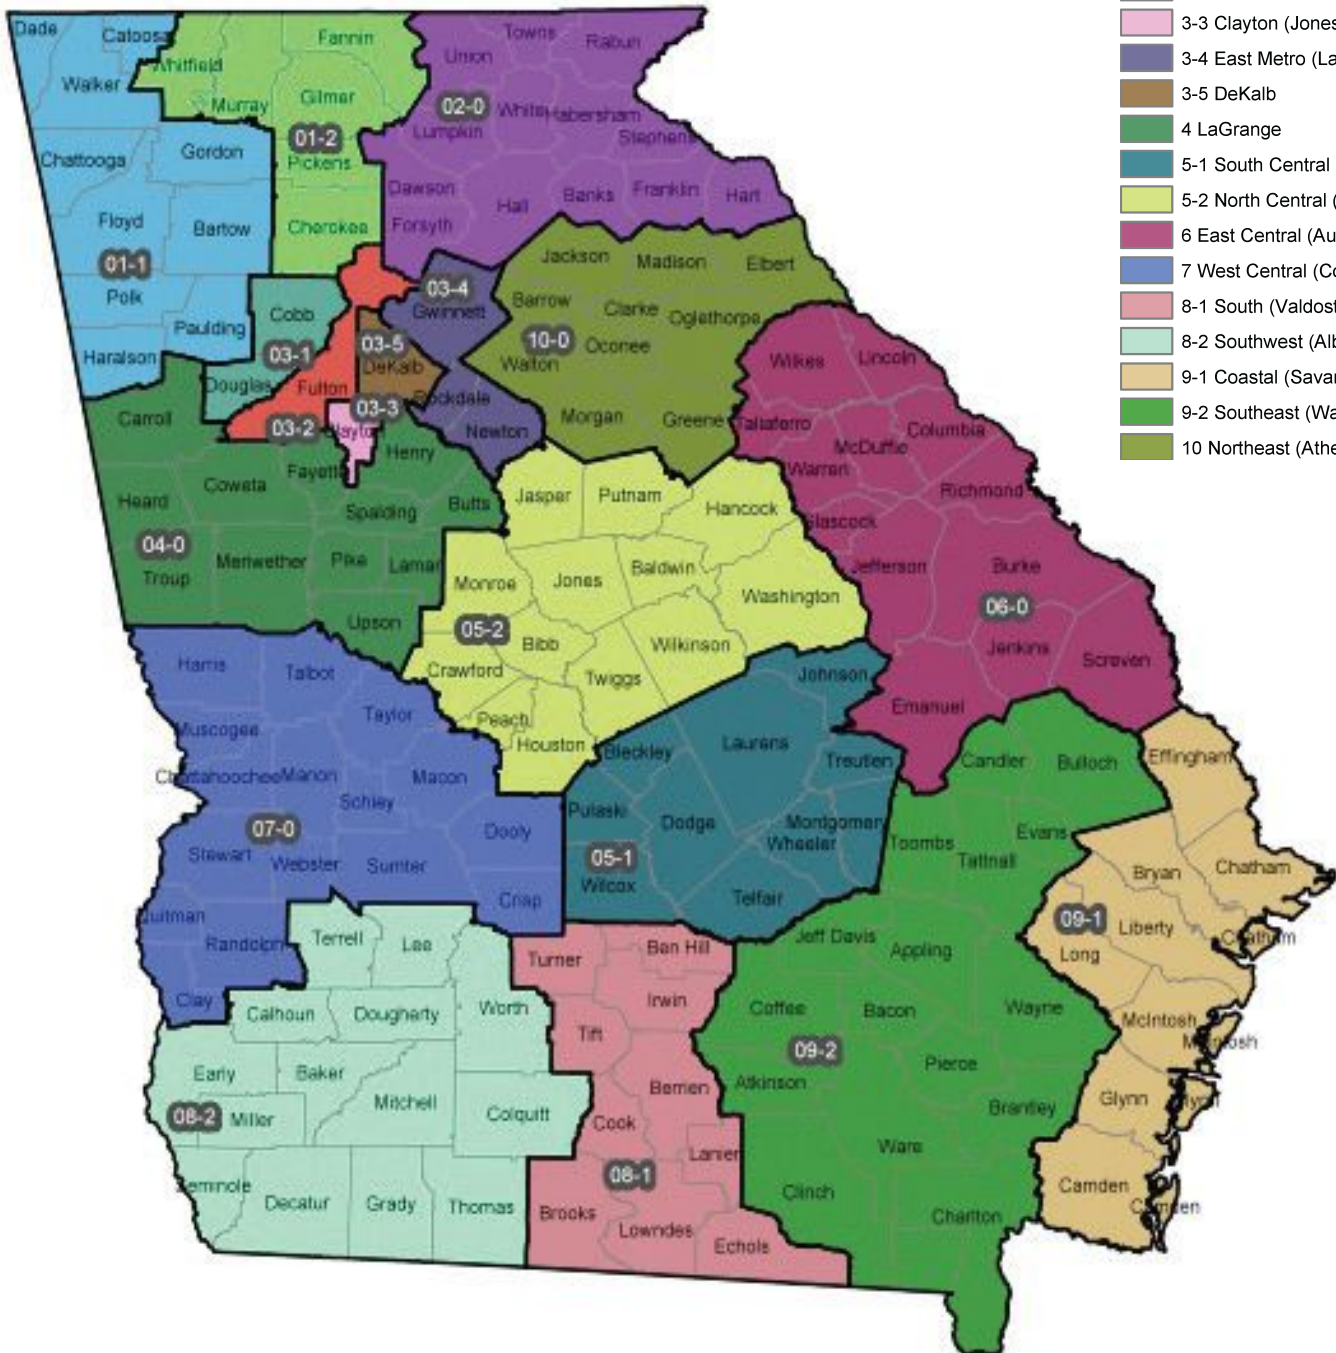 Dade
Catoosa
Fannin
Towns
Rabun
Union
Whitfield
Walker
Murray
Gilmer
02-0
White
Habersham
Lumpkin
Stephens
01-2
Pickens
Chattooga
Gordon
Dawson
Banks
Franklin
Hart
Hall
Floyd
Bartow
Cherokee
Forsyth
01-1
Jackson
Madison
Elbert
Polk
03-4
Gwinnett
Barrow
Clarke
Oglethorpe
Cobb
Paulding
03-5
10-0
Oconee
Haralson
03-1
DeKalb
Walton
Wilkes
Lincoln
Douglas
Fulton
Rockdale
03-3
Carroll
03-2
Clayton
Newton
Morgan
Greene
Taliaferro
Columbia
Henry
McDuffie
Fayette
Warren
Coweta
Heard
Spalding
Butts
Jasper
Putnam
Hancock
Richmond
Glascock
04-0
Troup
Meriwether
Pike
Lamar
Monroe
Jones
Baldwin
Jefferson
Burke
Washington
06-0
Upson
05-2
Bibb
Wilkinson
Jenkins
Screven
Harris
Talbot
Crawford
Twiggs
Johnson
Taylor
Peach
Emanuel
Muscogee
Houston
Bleckley
Laurens
Treutlen
Candler
Bulloch
Effingham
Chattahoochee
Marion
Macon
Schley
Pulaski
Dodge
Montgomery
Wheeler
Toombs
Evans
Tattnall
07-0
Dooly
Stewart
Webster
Sumter
05-1
Wilcox
Telfair
Bryan
Chatham
Crisp
Quitman
09-1
Liberty
Chatham
Randolph
Terrell
Lee
Turner
Ben Hill
Jeff Davis
Appling
Long
Clay
Calhoun
Dougherty
Worth
Irwin
Coffee
Bacon
Wayne
McIntosh
McIntosh
Tift
09-2
Early
Baker
Mitchell
Berrien
Atkinson
Pierce
Brantley
Glynn
Glynn
08-2
Miller
Colquitt
Cook
Lanier
Ware
Seminole
Decatur
Grady
Thomas
08-1
Brooks
Lowndes
Echols
Clinch
Charlton
Camden
Camden
3-3 Clayton (Jones
3-4 East Metro (La
3-5 DeKalb
4 LaGrange
5-1 South Central
5-2 North Central (
6 East Central (Au
7 West Central (Co
8-1 South (Valdost
8-2 Southwest (Alb
9-1 Coastal (Savan
9-2 Southeast (Wa
10 Northeast (Athe